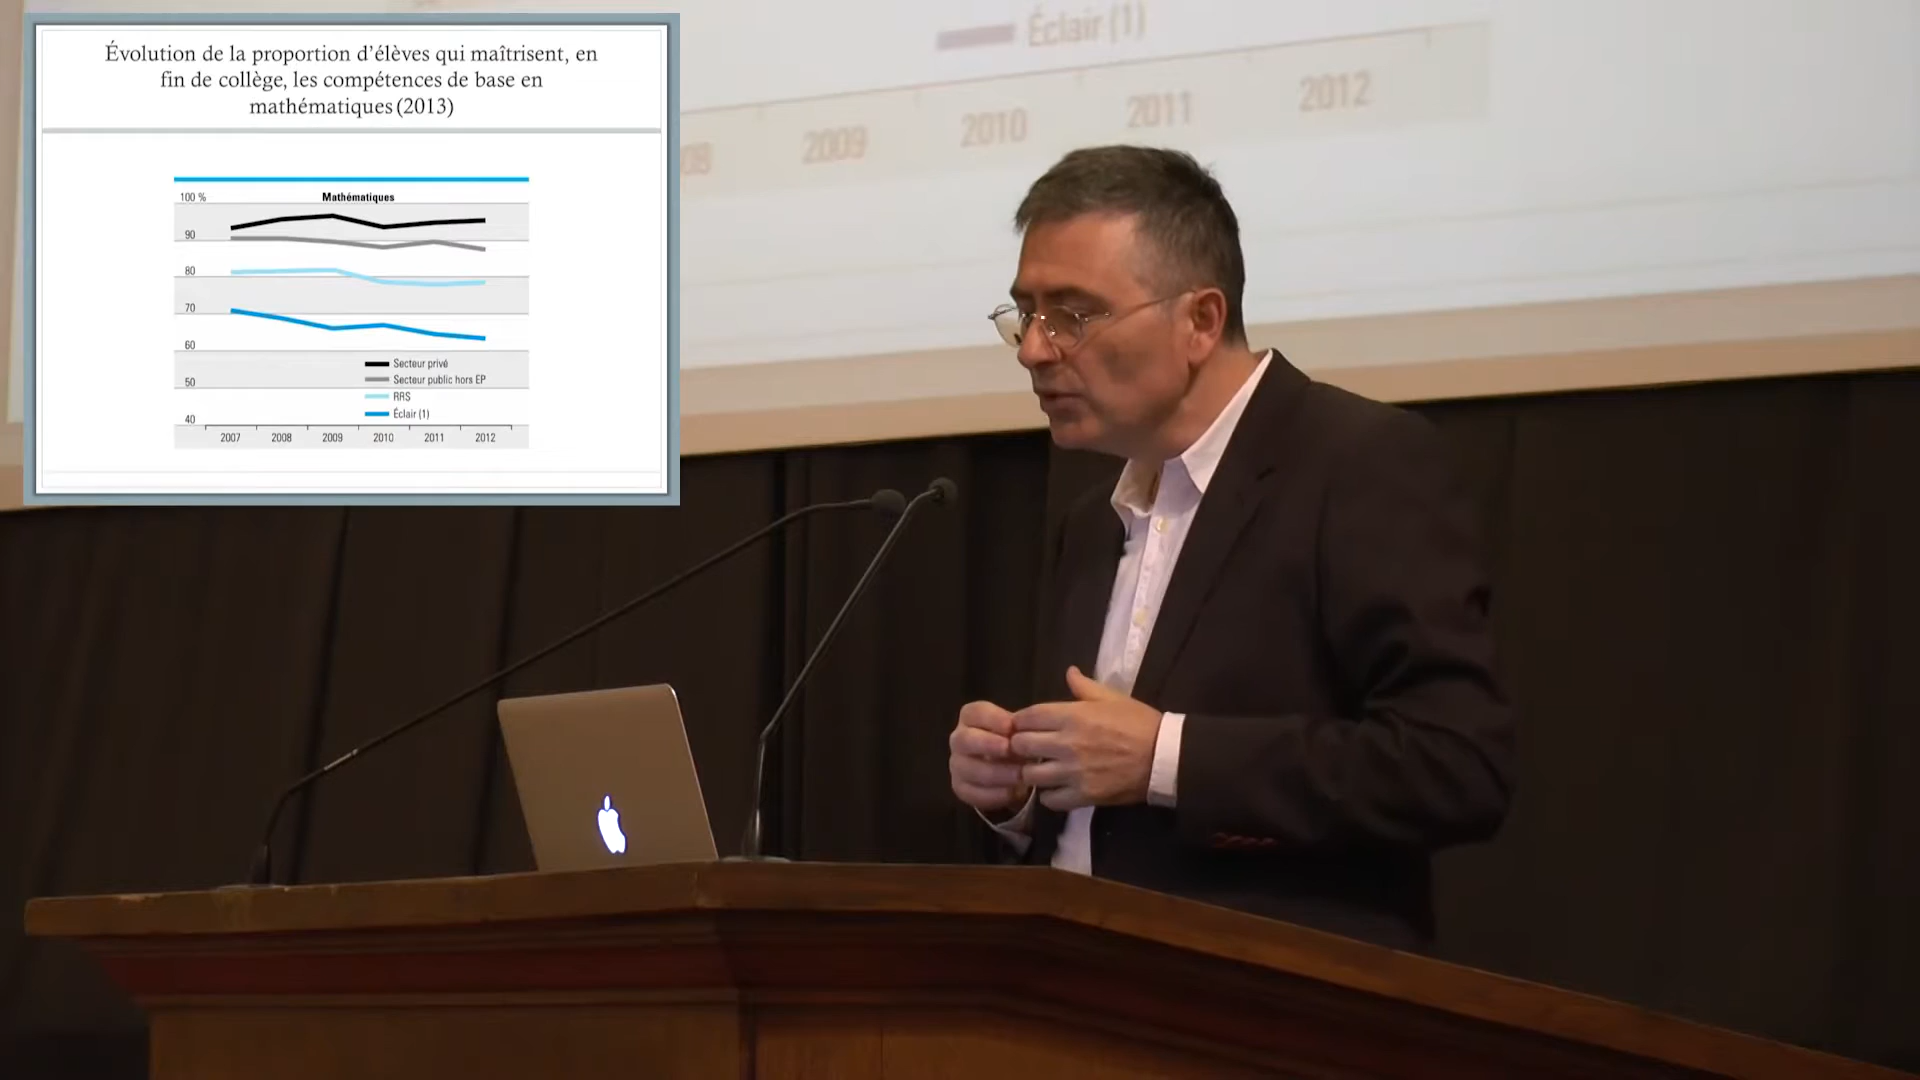 Évolution de la proportion d'élèves qui maîtrisent, en
fin de collège, les compétences de base en
mathématiques (2013)
Mathématiques
100 %
90
80
70
60
50
40
Secteur privé
Secteur public hors EP
RRS
Éclair (1)
2007 2008 2009 2010 2011 2012
Éclair (1)
08 2009 2010 2011 2012